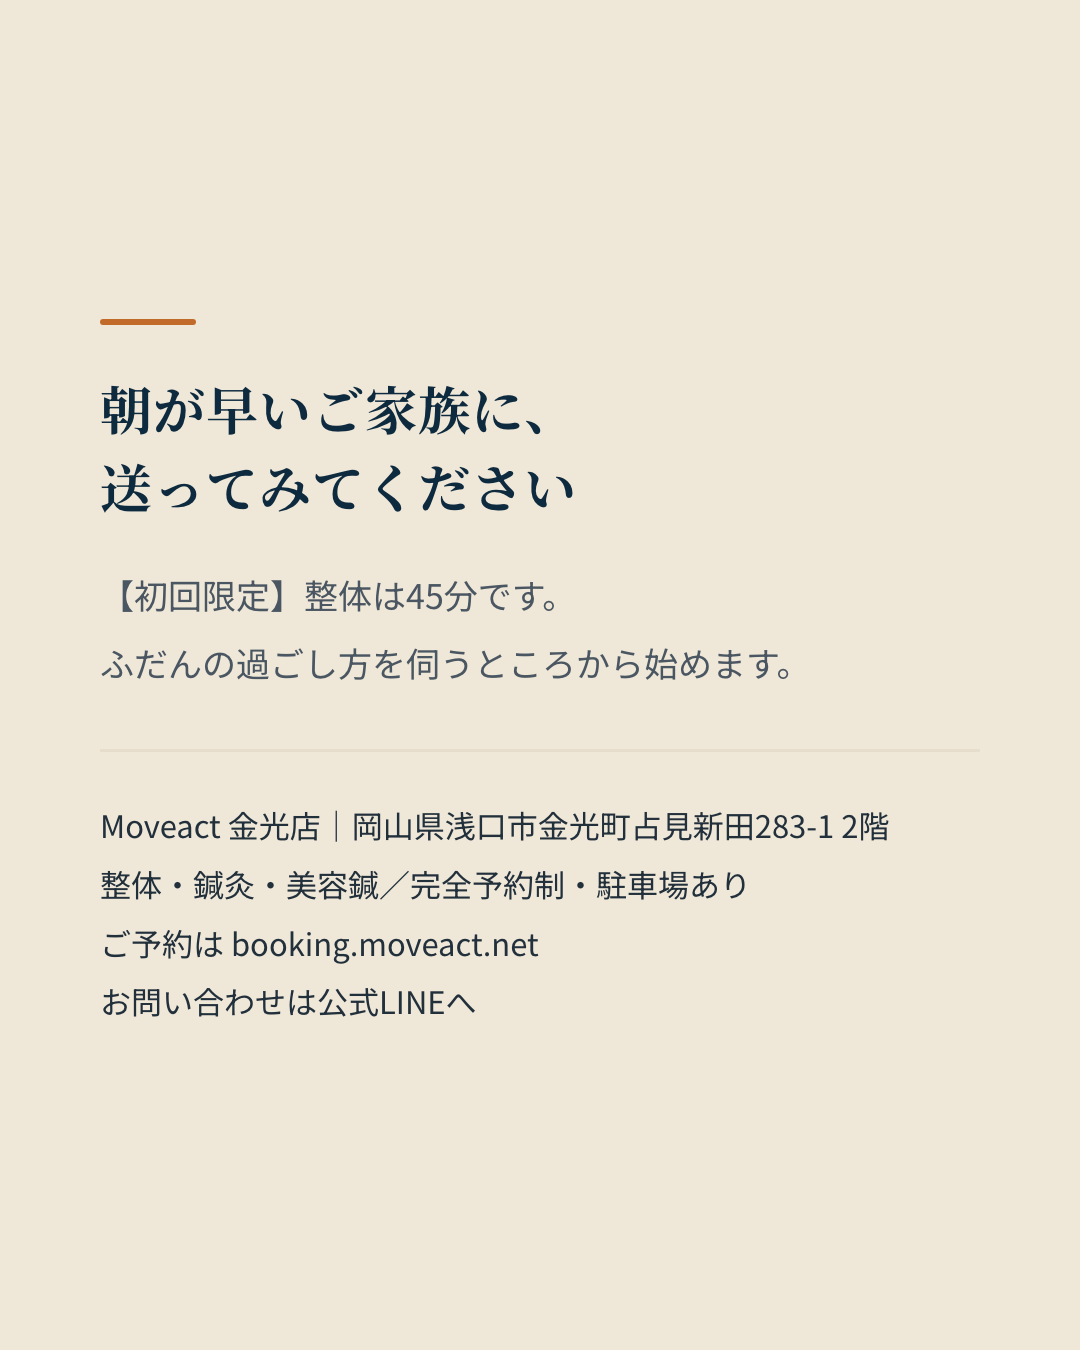 朝が早いご家族に、
送ってみてください
【初回限定】整体は45分です。
ふだんの過ごし方を伺うところから始めます。
Moveact 金光店｜岡山県浅口市金光町占見新田283-1 2階
整体・鍼灸・美容鍼／完全予約制・駐車場あり
ご予約は booking.moveact.net
お問い合わせは公式LINEへ